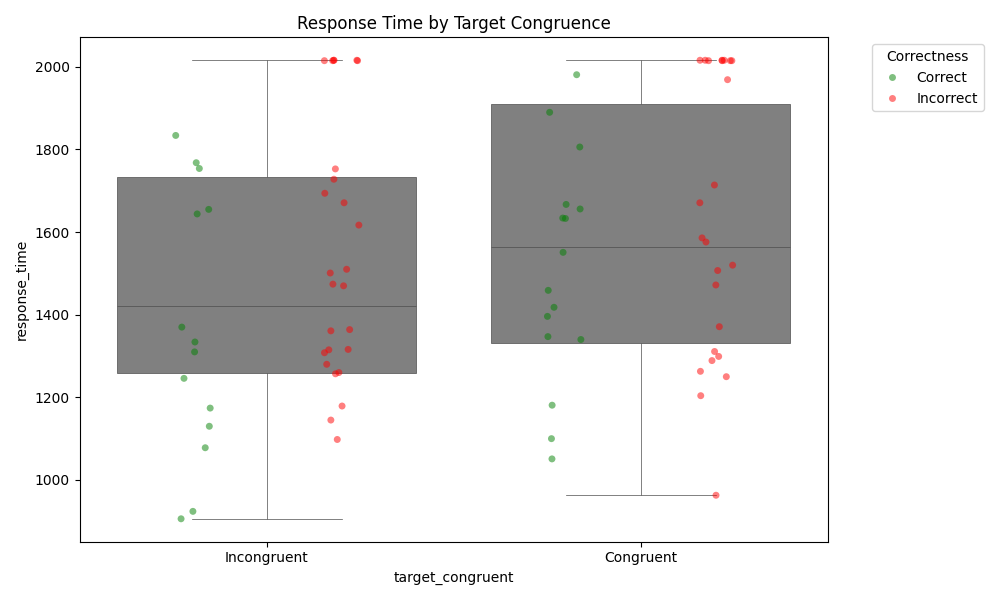 Response Time by Target Congruence
response_time
2000
1800
1600
1400
1200
1000
Incongruent
Congruent
target_congruent
Correctness
Correct
Incorrect